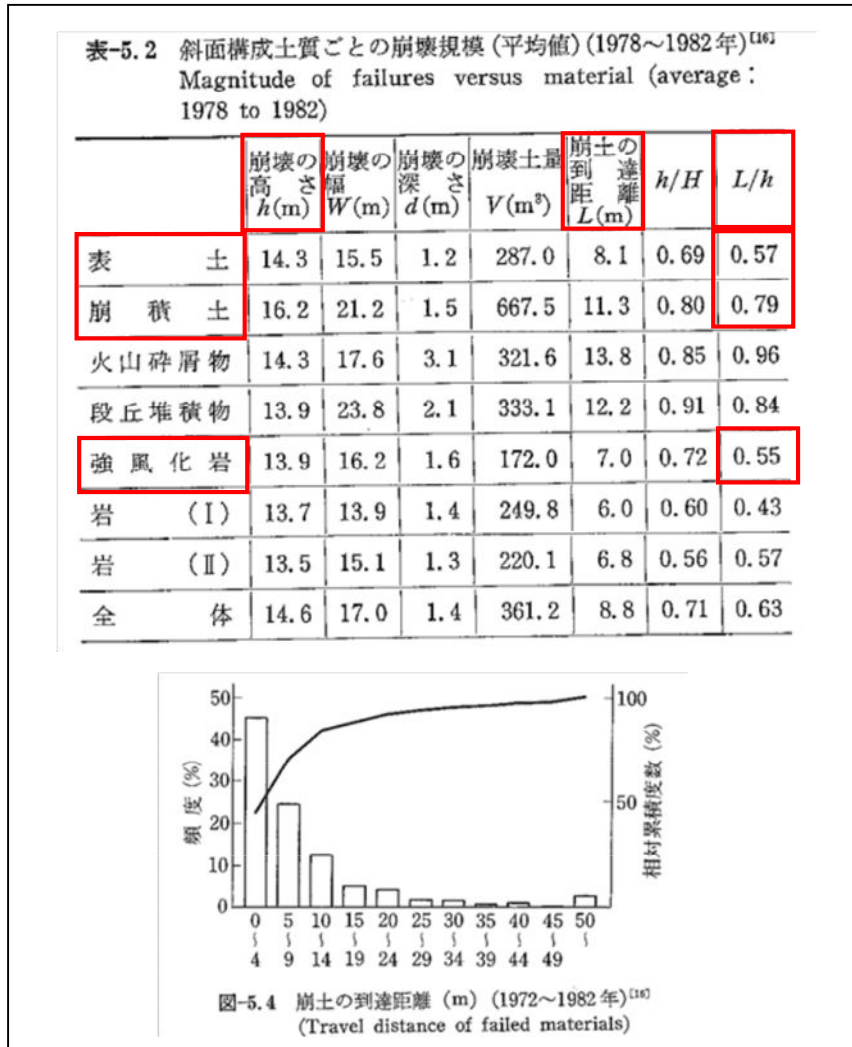 表-5.2 斜面構成土質ごとの崩壊規模(平均値)(1978～1982年)[16]
Magnitude of failures versus material (average:
1978 to 1982)
崩壊の高さ h(m) 崩壊の幅 W(m) 崩壊の深さ d(m) 崩壊土量 V(m³) 崩土の到達距離 L(m) h/H L/h
表土 14.3 15.5 1.2 287.0 8.1 0.69 0.57
崩積土 16.2 21.2 1.5 667.5 11.3 0.80 0.79
火山砕屑物 14.3 17.6 3.1 321.6 13.8 0.85 0.96
段丘堆積物 13.9 23.8 2.1 333.1 12.2 0.91 0.84
強風化岩 13.9 16.2 1.6 172.0 7.0 0.72 0.55
岩(Ⅰ) 13.7 13.9 1.4 249.8 6.0 0.60 0.43
岩(Ⅱ) 13.5 15.1 1.3 220.1 6.8 0.56 0.57
全体 14.6 17.0 1.4 361.2 8.8 0.71 0.63
頻度(%)
50
40
30
20
10
0
100
50
相対累積度数(%)
0 5 10 15 20 25 30 35 40 45 50
～ ～ ～ ～ ～ ～ ～ ～ ～ ～ ～
4 9 14 19 24 29 34 39 44 49
図-5.4 崩土の到達距離(m)(1972～1982年)[16]
(Travel distance of failed materials)